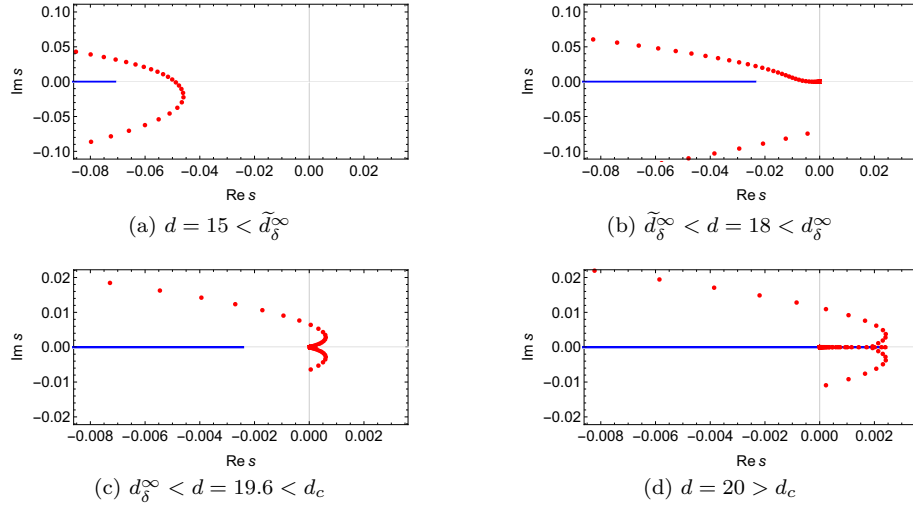 0.10
0.05
0.00
−0.05
−0.10
Im s
−0.08 −0.06 −0.04 −0.02 0.00 0.02
Re s
(a) d = 15 < d̃_δ^∞
0.10
0.05
0.00
−0.05
−0.10
Im s
−0.08 −0.06 −0.04 −0.02 0.00 0.02
Re s
(b) d̃_δ^∞ < d = 18 < d_δ^∞
0.02
0.01
0.00
−0.01
−0.02
Im s
−0.008 −0.006 −0.004 −0.002 0.000 0.002
Re s
(c) d_δ^∞ < d = 19.6 < d_c
0.02
0.01
0.00
−0.01
−0.02
Im s
−0.008 −0.006 −0.004 −0.002 0.000 0.002
Re s
(d) d = 20 > d_c